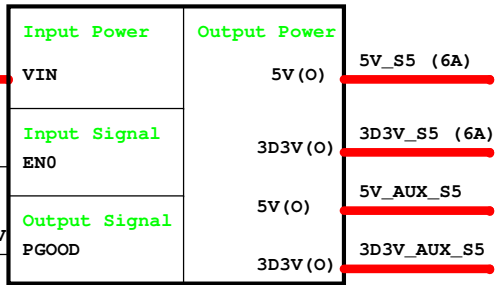 Input Power
VIN
Input Signal
EN0
Output Signal
PGOOD
V
Output Power
5V(O)
3D3V(O)
5V(O)
3D3V(O)
5V_S5 (6A)
3D3V_S5 (6A)
5V_AUX_S5
3D3V_AUX_S5